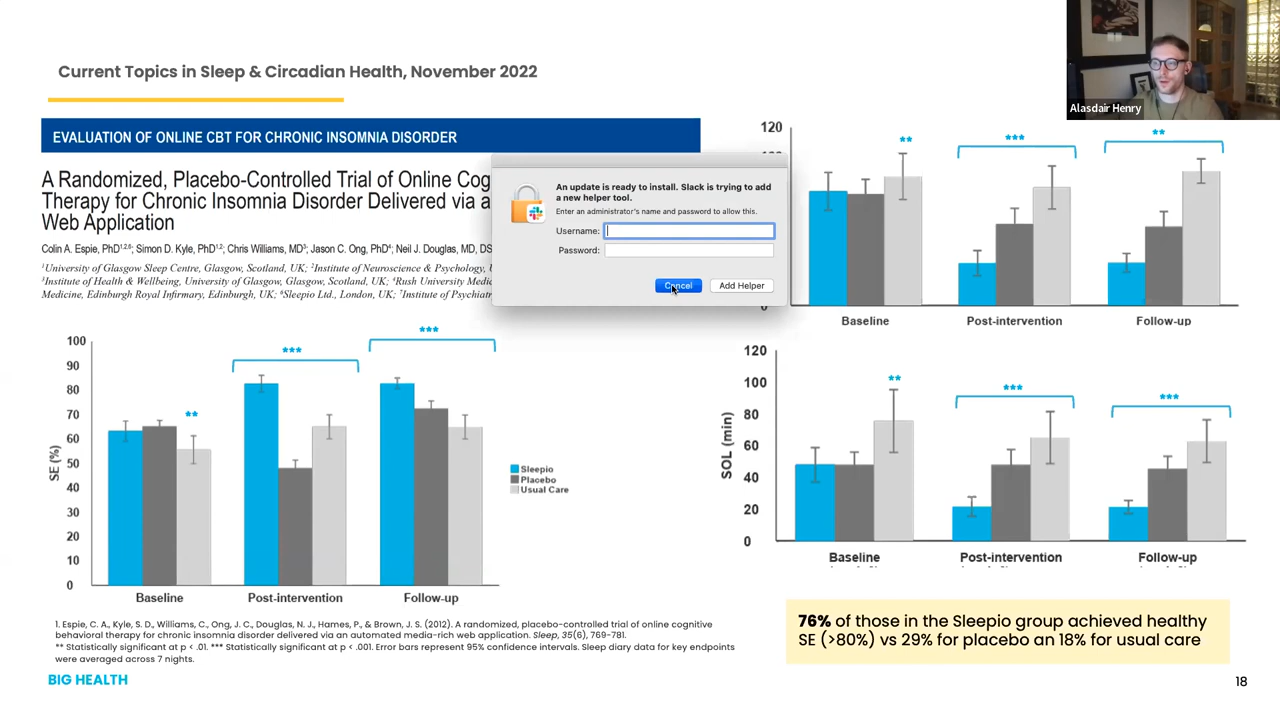 Current Topics in Sleep & Circadian Health, November 2022
Alasdair Henry
EVALUATION OF ONLINE CBT FOR CHRONIC INSOMNIA DISORDER
A Randomized, Placebo-Controlled Trial of Online Cog
Therapy for Chronic Insomnia Disorder Delivered via a
Web Application
Colin A. Espie, PhD1,2,6; Simon D. Kyle, PhD1,2; Chris Williams, MD3; Jason C. Ong, PhD4; Neil J. Douglas, MD, DS
1University of Glasgow Sleep Centre, Glasgow, Scotland, UK; 2Institute of Neuroscience & Psychology, U
3Institute of Health & Wellbeing, University of Glasgow, Glasgow, Scotland, UK; 4Rush University Medic
Medicine, Edinburgh Royal Infirmary, Edinburgh, UK; 6Sleepio Ltd., London, UK; 7Institute of Psychiatr
An update is ready to install. Slack is trying to add
a new helper tool.
Enter an administrator's name and password to allow this.
Username:
Password:
Cancel
Add Helper
120
** *** **
0
Baseline Post-intervention Follow-up
SE (%)
100
90
80
70
60
50
40
30
20
10
0
** *** ***
Baseline Post-intervention Follow-up
Sleepio
Placebo
Usual Care
SOL (min)
120
100
80
60
40
20
0
** *** ***
Baseline Post-intervention Follow-up
1. Espie, C. A., Kyle, S. D., Williams, C., Ong, J. C., Douglas, N. J., Hames, P., & Brown, J. S. (2012). A randomized, placebo-controlled trial of online cognitive
behavioral therapy for chronic insomnia disorder delivered via an automated media-rich web application. Sleep, 35(6), 769-781.
** Statistically significant at p < .01. *** Statistically significant at p < .001. Error bars represent 95% confidence intervals. Sleep diary data for key endpoints
were averaged across 7 nights.
76% of those in the Sleepio group achieved healthy
SE (>80%) vs 29% for placebo an 18% for usual care
BIG HEALTH
18